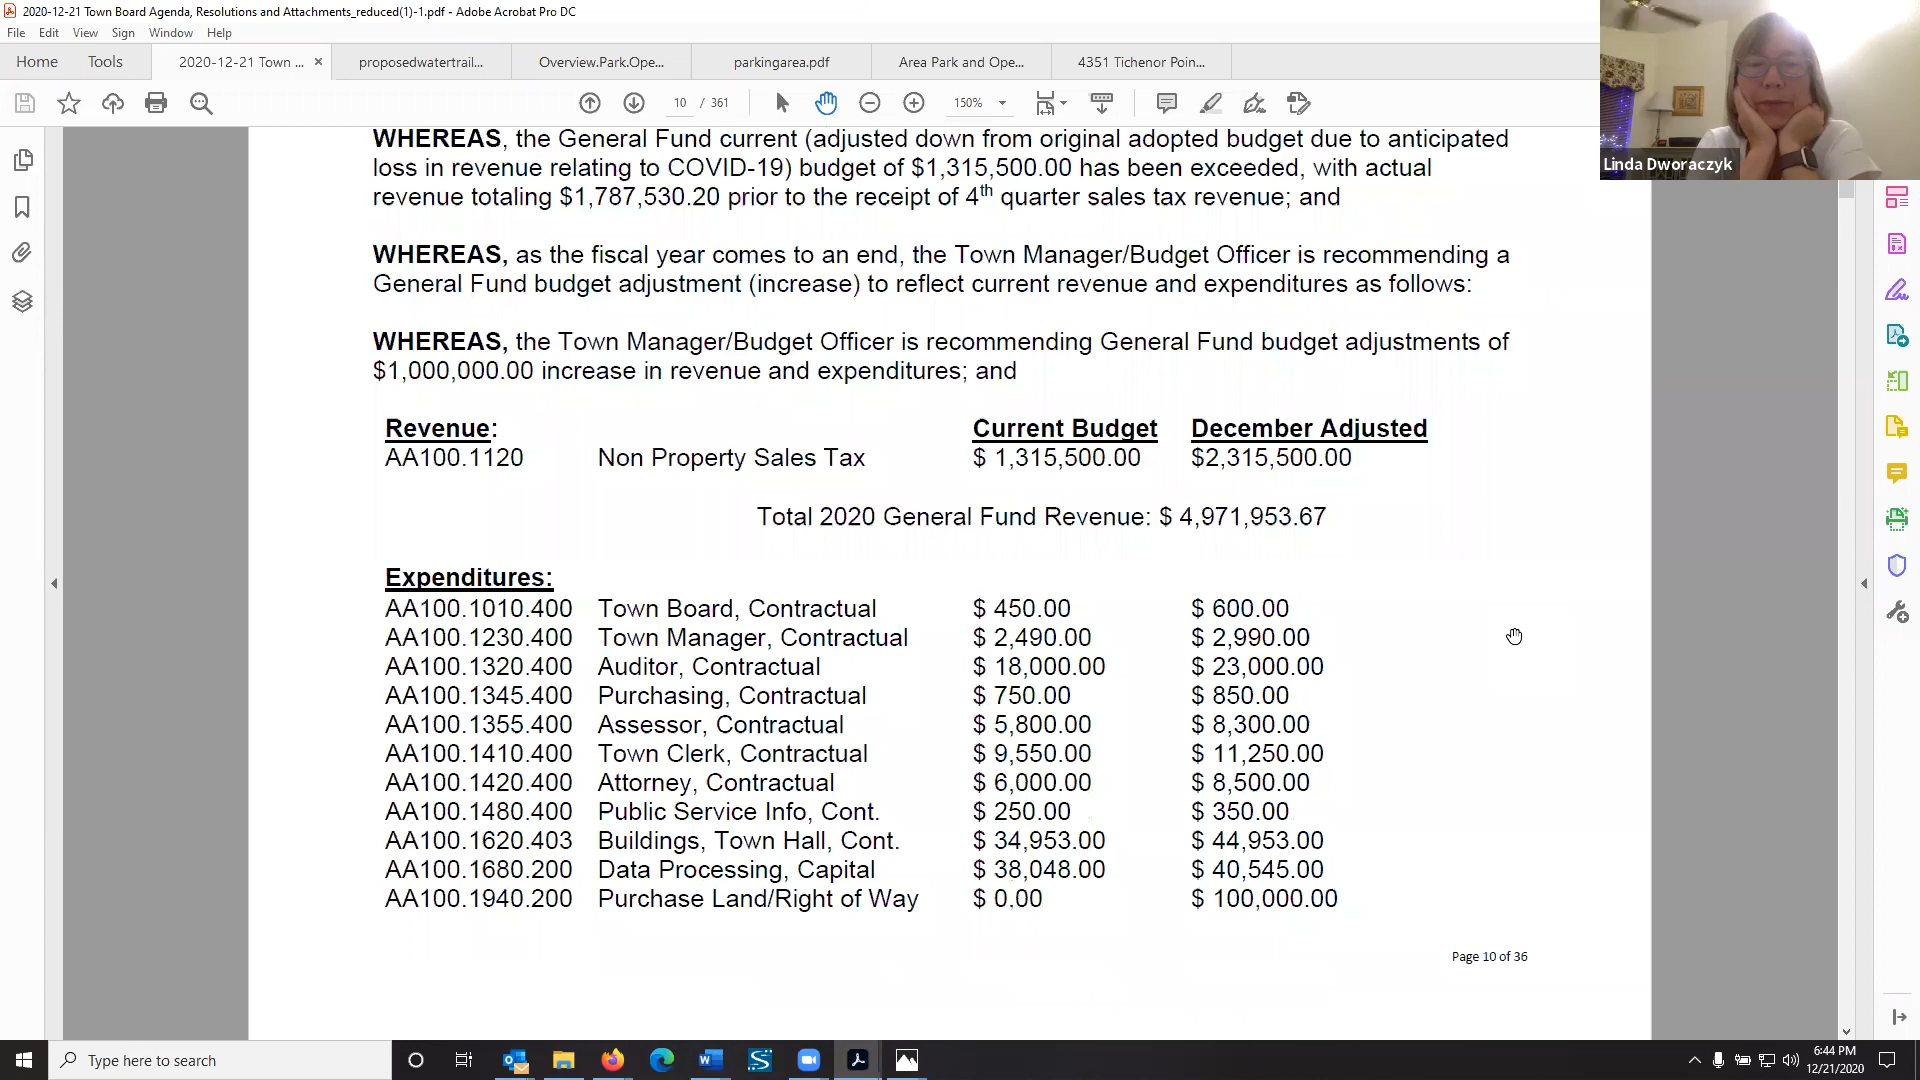 2020-12-21 Town Board Agenda, Resolutions and Attachments_reduced(1)-1.pdf - Adobe Acrobat Pro DC
File Edit View Sign Window Help
Home Tools 2020-12-21 Town ... × proposedwatertrail... Overview.Park.Ope... parkingarea.pdf Area Park and Ope... 4351 Tichenor Poin...
10 / 361 150%
Linda Dworaczyk
WHEREAS, the General Fund current (adjusted down from original adopted budget due to anticipated
loss in revenue relating to COVID-19) budget of $1,315,500.00 has been exceeded, with actual
revenue totaling $1,787,530.20 prior to the receipt of 4th quarter sales tax revenue; and
WHEREAS, as the fiscal year comes to an end, the Town Manager/Budget Officer is recommending a
General Fund budget adjustment (increase) to reflect current revenue and expenditures as follows:
WHEREAS, the Town Manager/Budget Officer is recommending General Fund budget adjustments of
$1,000,000.00 increase in revenue and expenditures; and
Revenue: Current Budget December Adjusted
AA100.1120 Non Property Sales Tax $ 1,315,500.00 $2,315,500.00
Total 2020 General Fund Revenue: $ 4,971,953.67
Expenditures:
AA100.1010.400 Town Board, Contractual $ 450.00 $ 600.00
AA100.1230.400 Town Manager, Contractual $ 2,490.00 $ 2,990.00
AA100.1320.400 Auditor, Contractual $ 18,000.00 $ 23,000.00
AA100.1345.400 Purchasing, Contractual $ 750.00 $ 850.00
AA100.1355.400 Assessor, Contractual $ 5,800.00 $ 8,300.00
AA100.1410.400 Town Clerk, Contractual $ 9,550.00 $ 11,250.00
AA100.1420.400 Attorney, Contractual $ 6,000.00 $ 8,500.00
AA100.1480.400 Public Service Info, Cont. $ 250.00 $ 350.00
AA100.1620.403 Buildings, Town Hall, Cont. $ 34,953.00 $ 44,953.00
AA100.1680.200 Data Processing, Capital $ 38,048.00 $ 40,545.00
AA100.1940.200 Purchase Land/Right of Way $ 0.00 $ 100,000.00
Page 10 of 36
Type here to search
6:44 PM
12/21/2020